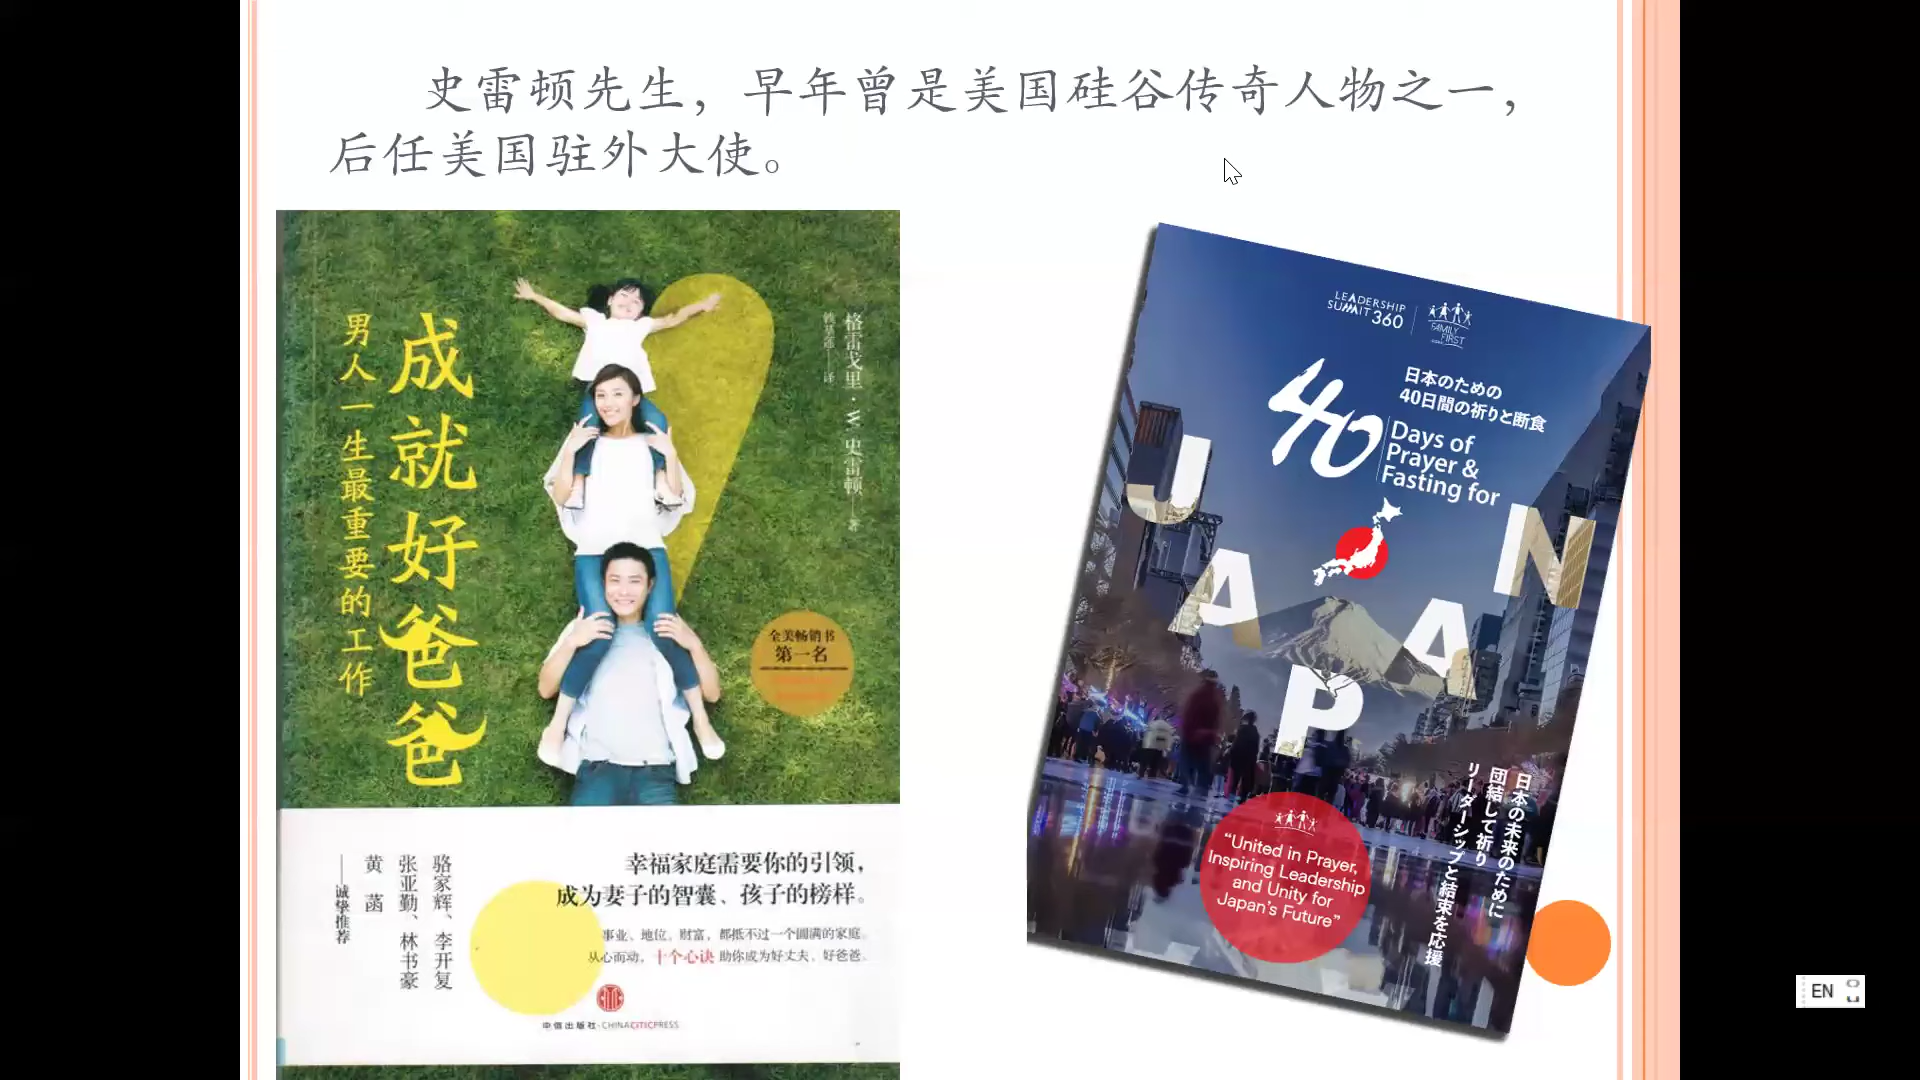 史雷顿先生，早年曾是美国硅谷传奇人物之一，
后任美国驻外大使。
成就好爸爸
男人一生最重要的工作
格雷戈里·W.史雷顿——著
全美畅销书
第一名
幸福家庭需要你的引领，
成为妻子的智囊、孩子的榜样。
事业、地位、财富，都抵不过一个圆满的家庭。
从心而动，十个心诀 助你成为好丈夫、好爸爸。
骆家辉、李开复
张亚勤、林书豪
黄 菡
——诚挚推荐
中信出版社·CHINACITICPRESS
LEADERSHIP
SUMMIT 360
FAMILY
FIRST
日本のための
40日間の祈りと断食
40
Days of
Prayer &
Fasting for
JAPAN
日本の未来のために
団結して祈り
リーダーシップと結束を応援
“United in Prayer,
Inspiring Leadership
and Unity for
Japan’s Future”
EN